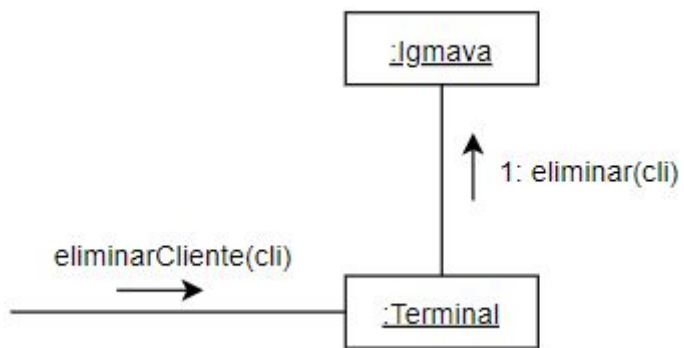 :Igmava
1: eliminar(cli)
eliminarCliente(cli)
:Terminal